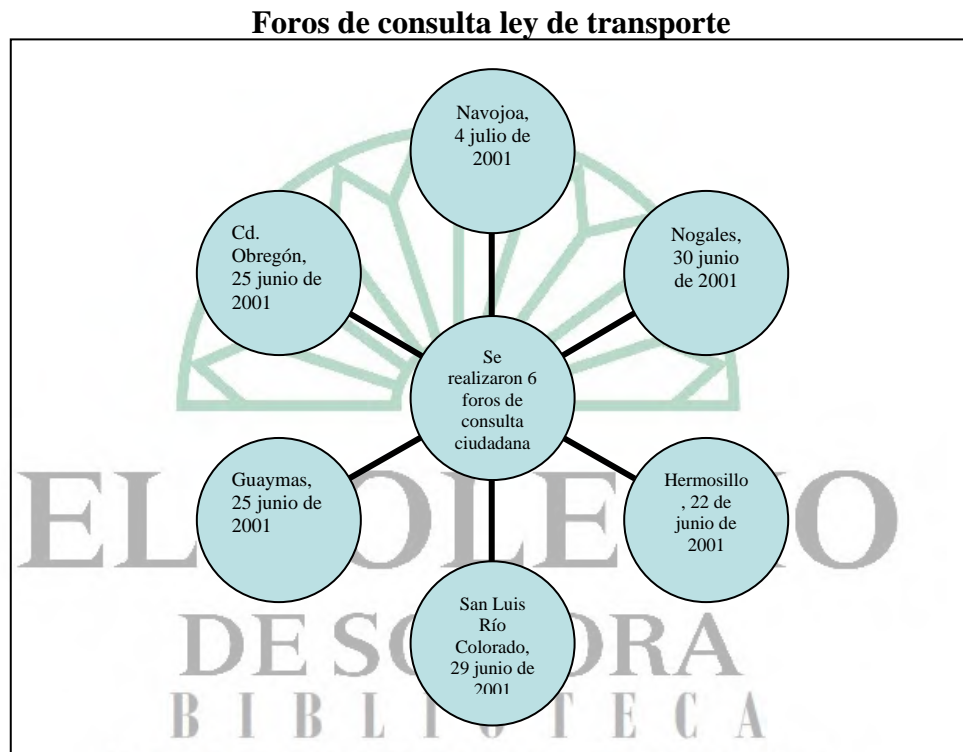 Foros de consulta ley de transporte
Navojoa,
4 julio de
2001
Cd.
Obregón,
25 junio de
2001
Nogales,
30 junio
de 2001
Se
realizaron 6
foros de
consulta
ciudadana
Guaymas,
25 junio de
2001
Hermosillo
, 22 de
junio de
2001
San Luis
Río
Colorado,
29 junio de
2001
EL COLEGIO
DE SONORA
BIBLIOTECA